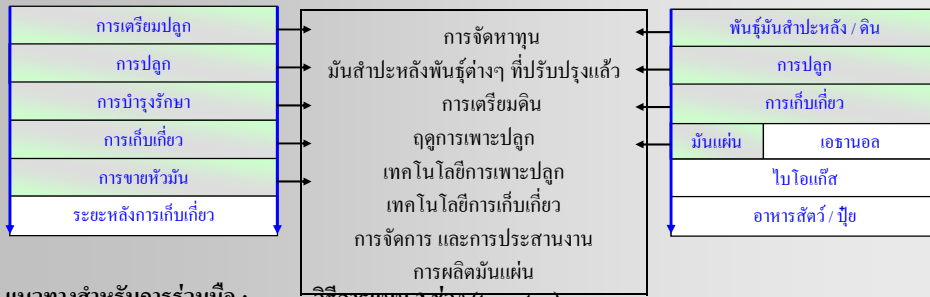 การเตรียมปลูก
การปลูก
การบำรุงรักษา
การเก็บเกี่ยว
การขายหัวมัน
ระยะหลังการเก็บเกี่ยว
การจัดหาทุน
มันสำปะหลังพันธุ์ต่างๆ ที่ปรับปรุงแล้ว
การเตรียมดิน
ฤดูการเพาะปลูก
เทคโนโลยีการเพาะปลูก
เทคโนโลยีการเก็บเกี่ยว
การจัดการ และการประสานงาน
การผลิตมันแผ่น
พันธุ์มันสำปะหลัง / ดิน
การปลูก
การเก็บเกี่ยว
มันแผ่น เอธานอล
ไบโอแก๊ส
อาหารสัตว์ / ปุ๋ย
แนวทางสำหรับการร่วมมือ :